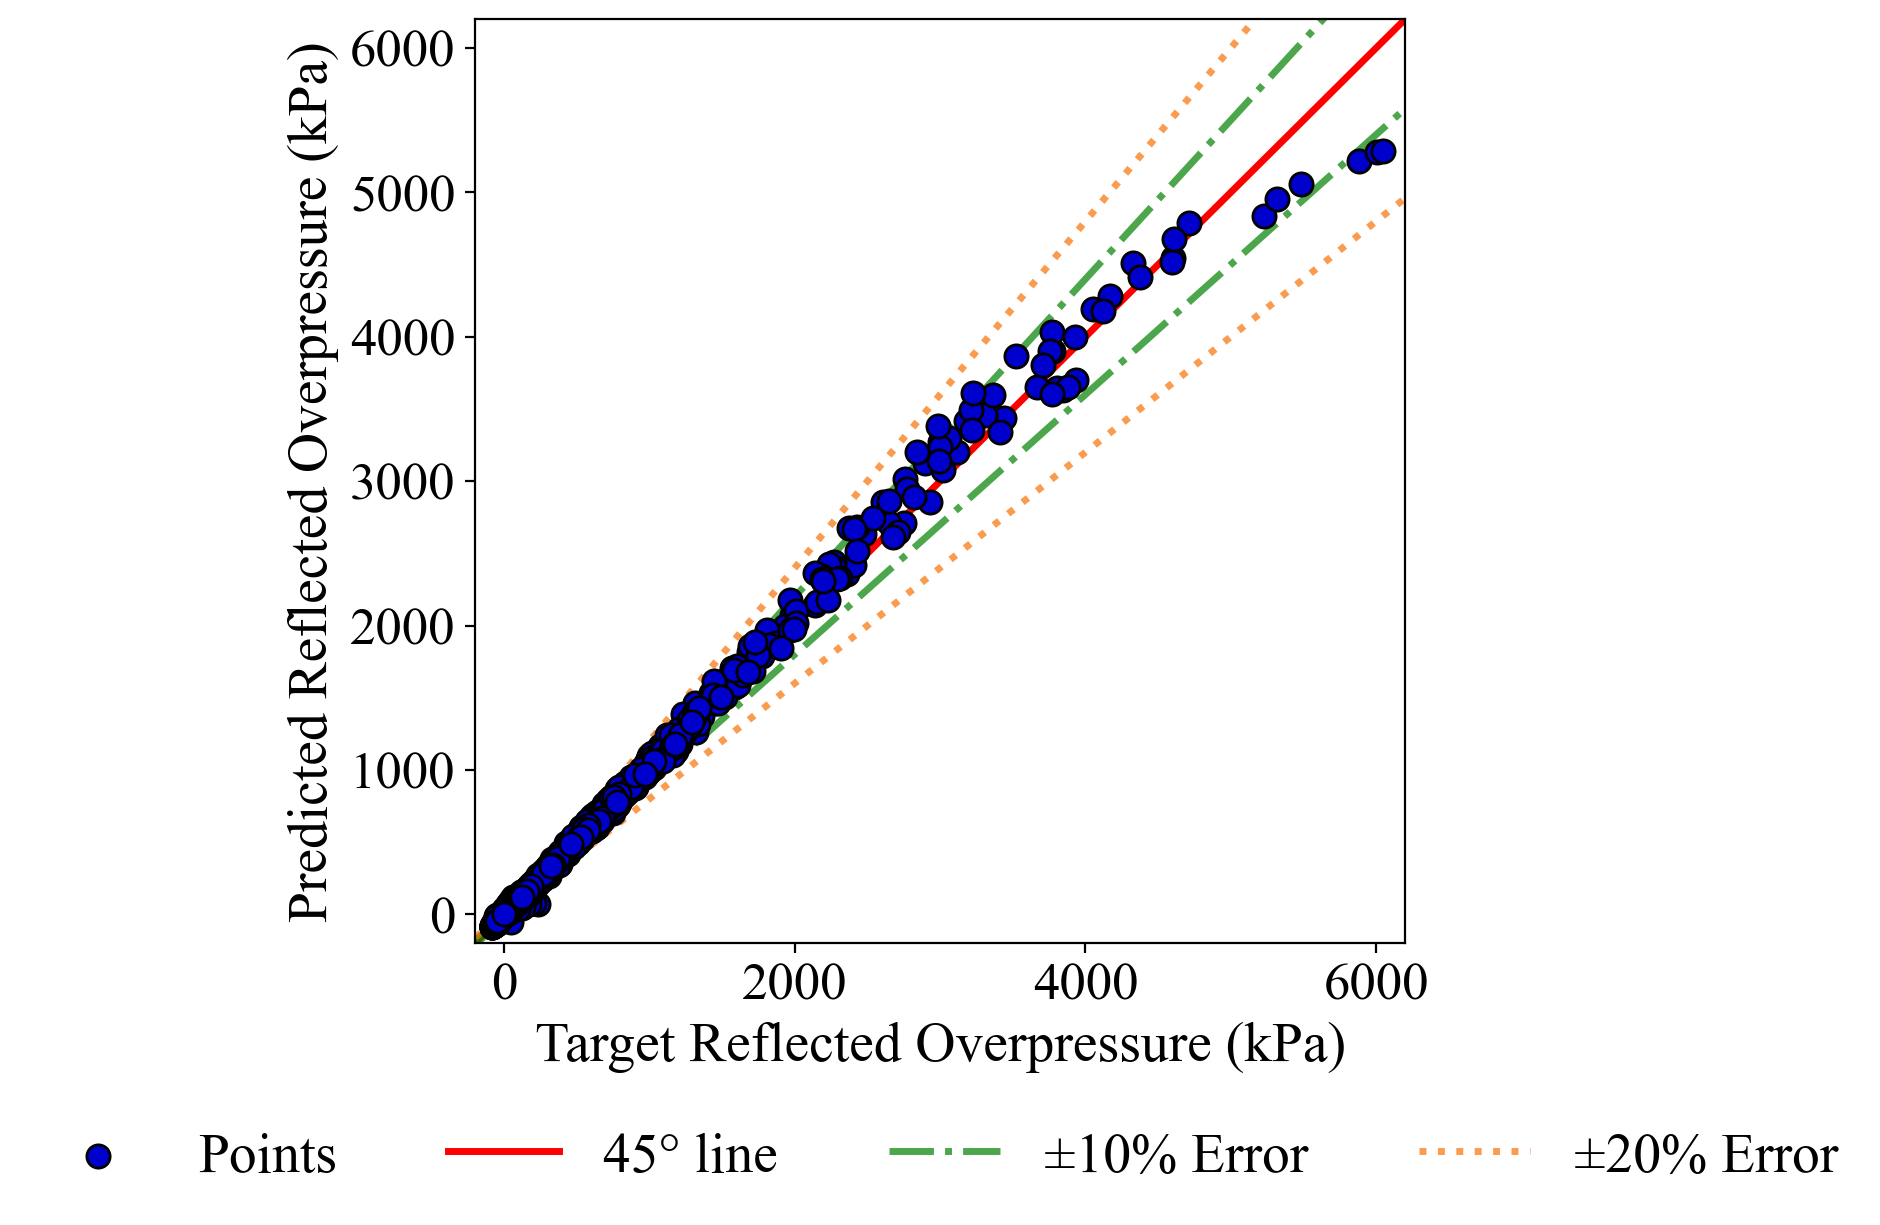 Predicted Reflected Overpressure (kPa)
6000
5000
4000
3000
2000
1000
0
0 2000 4000 6000
Target Reflected Overpressure (kPa)
Points 45° line ±10% Error ±20% Error